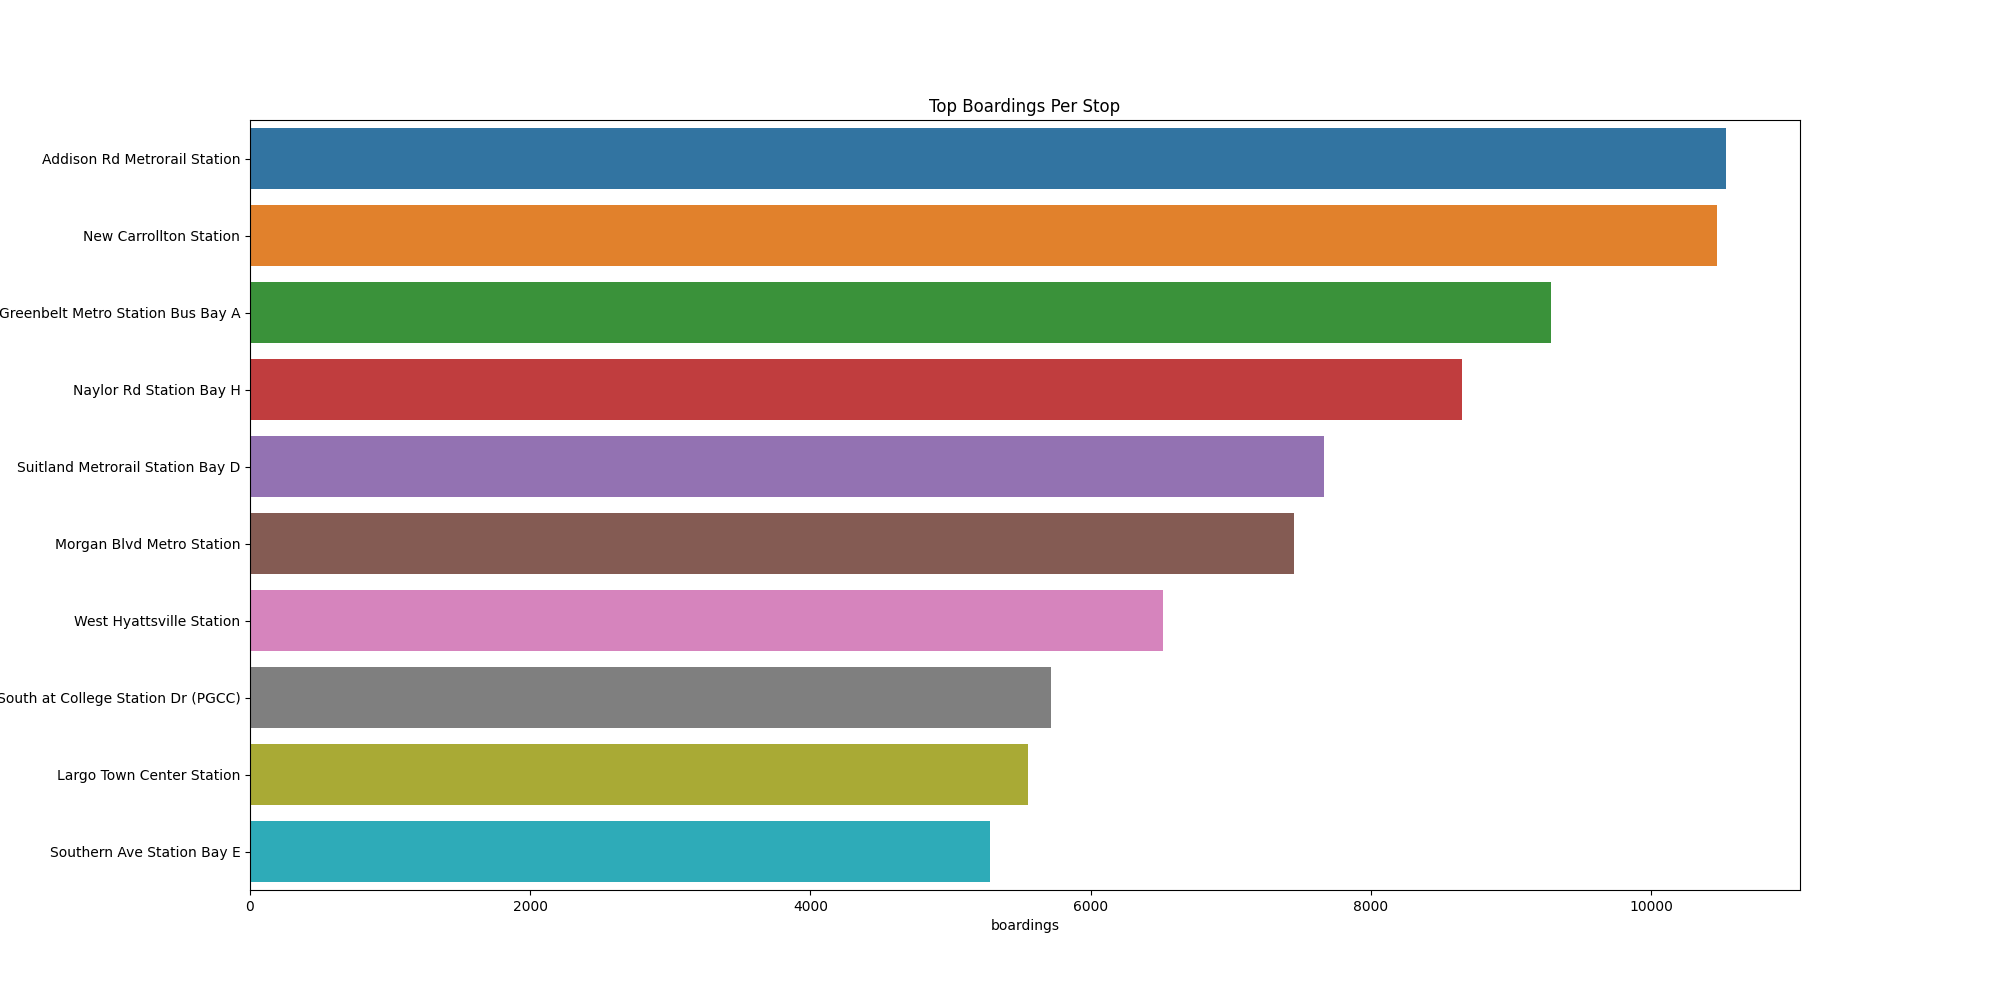 Top Boardings Per Stop
Addison Rd Metrorail Station
New Carrollton Station
Greenbelt Metro Station Bus Bay A
Naylor Rd Station Bay H
Suitland Metrorail Station Bay D
Morgan Blvd Metro Station
West Hyattsville Station
South at College Station Dr (PGCC)
Largo Town Center Station
Southern Ave Station Bay E
0 2000 4000 6000 8000 10000
boardings